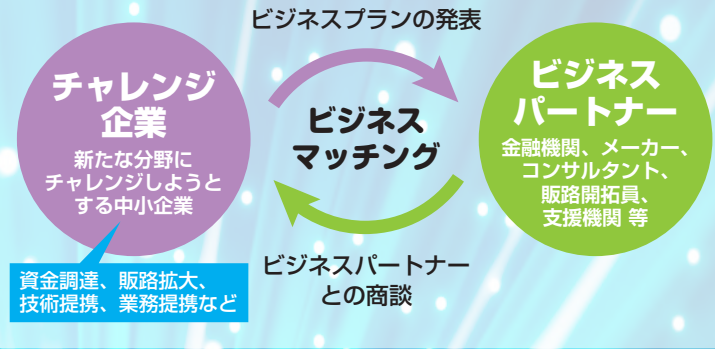 ビジネスプランの発表
チャレンジ
企業
新たな分野に
チャレンジしようと
する中小企業
資金調達、販路拡大、
技術提携、業務提携など
ビジネス
マッチング
ビジネス
パートナー
金融機関、メーカー、
コンサルタント、
販路開拓員、
支援機関 等
ビジネスパートナー
との商談